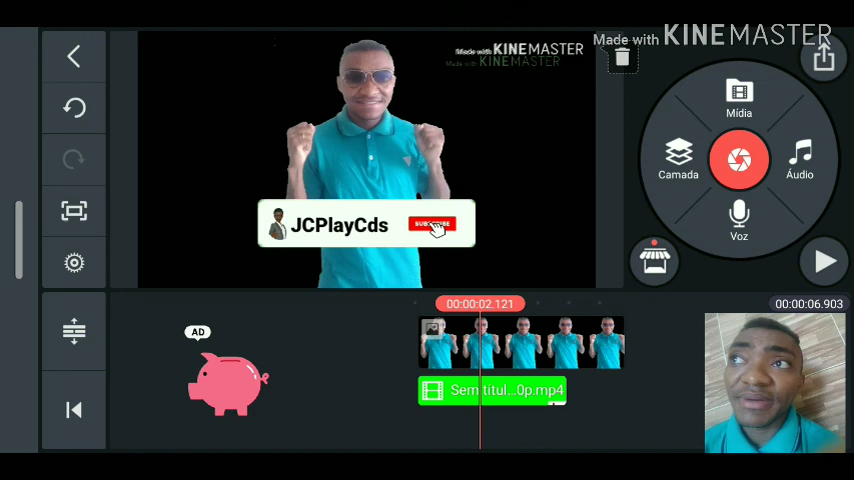 Made with KINEMASTER
Made with KINEMASTER
Made with KINEMASTER
Mídia
Camada
Áudio
Voz
JCPlayCds
SUBSCRIBE
00:00:02.121
00:00:06.903
AD
Sem titul...0p.mp4